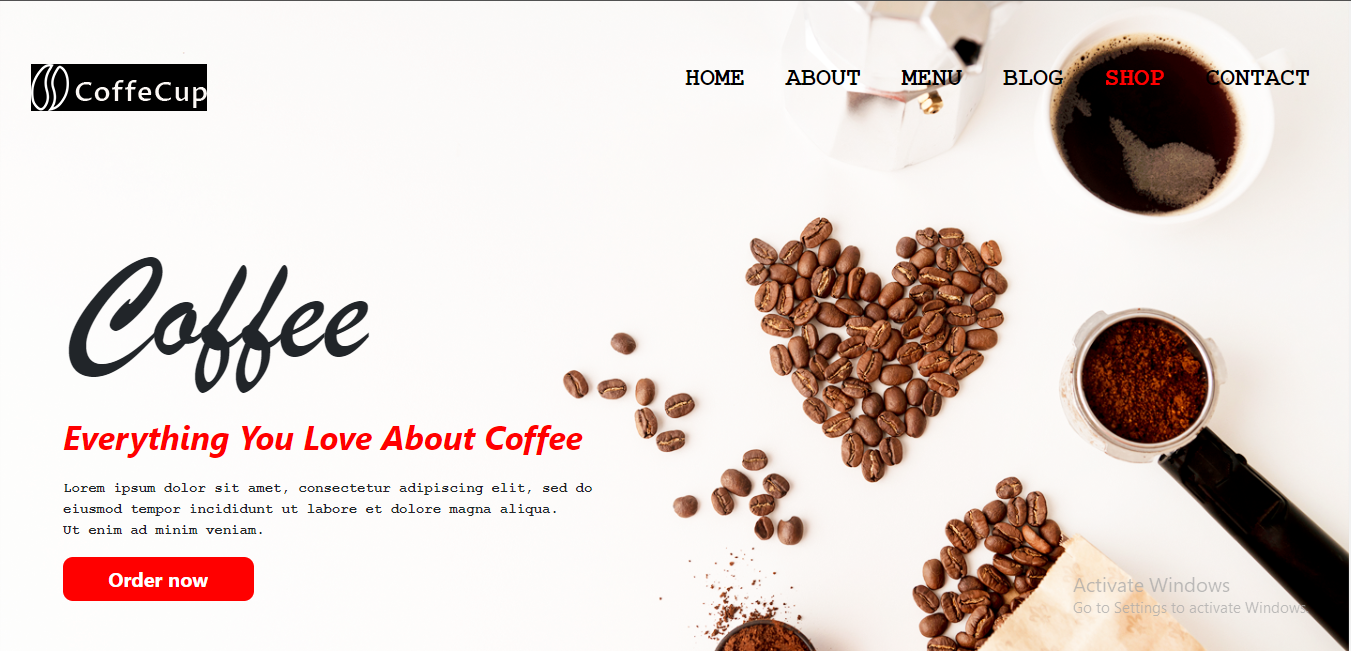 CoffeCup
HOME ABOUT MENU BLOG SHOP CONTACT
Coffee
Everything You Love About Coffee
Lorem ipsum dolor sit amet, consectetur adipiscing elit, sed do
eiusmod tempor incididunt ut labore et dolore magna aliqua.
Ut enim ad minim veniam.
Order now
Activate Windows
Go to Settings to activate Windows.